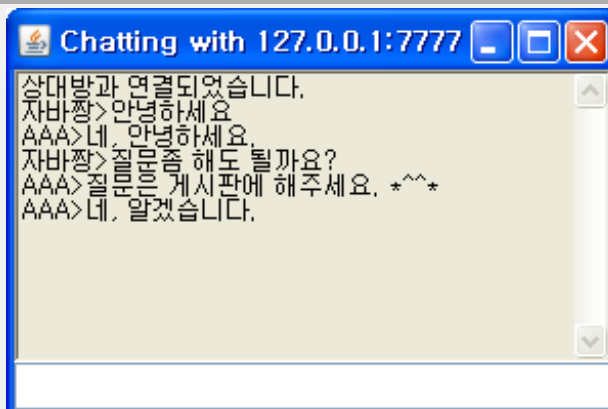 Chatting with 127.0.0.1:7777
상대방과 연결되었습니다.
자바짱>안녕하세요
AAA>네, 안녕하세요.
자바짱>질문좀 해도 될까요?
AAA>질문은 게시판에 해주세요. *^^*
AAA>네, 알겠습니다.